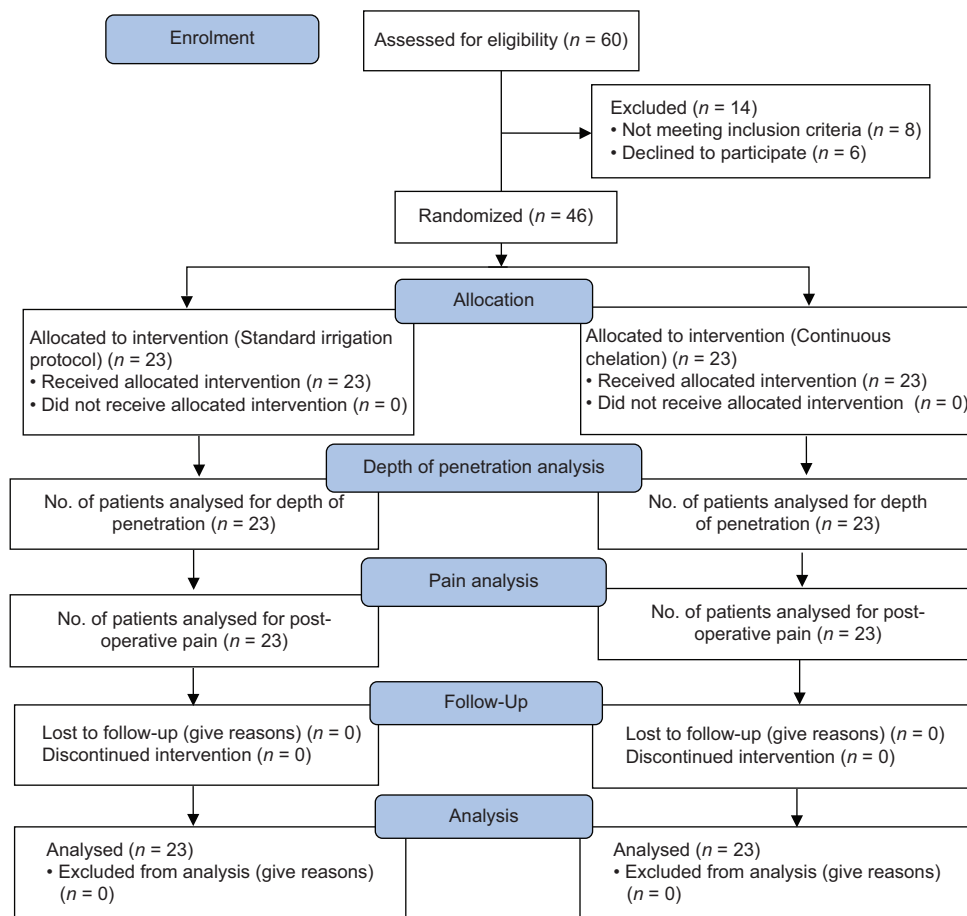 Enrolment
Assessed for eligibility (n = 60)
Excluded (n = 14)
• Not meeting inclusion criteria (n = 8)
• Declined to participate (n = 6)
Randomized (n = 46)
Allocation
Allocated to intervention (Standard irrigation
protocol) (n = 23)
• Received allocated intervention (n = 23)
• Did not receive allocated intervention (n = 0)
Allocated to intervention (Continuous
chelation) (n = 23)
• Received allocated intervention (n = 23)
• Did not receive allocated intervention (n = 0)
Depth of penetration analysis
No. of patients analysed for depth of
penetration (n = 23)
No. of patients analysed for depth
of penetration (n = 23)
Pain analysis
No. of patients analysed for post-
operative pain (n = 23)
No. of patients analysed for post-
operative pain (n = 23)
Follow-Up
Lost to follow-up (give reasons) (n = 0)
Discontinued intervention (n = 0)
Lost to follow-up (give reasons) (n = 0)
Discontinued intervention (n = 0)
Analysis
Analysed (n = 23)
• Excluded from analysis (give reasons)
(n = 0)
Analysed (n = 23)
• Excluded from analysis (give reasons)
(n = 0)